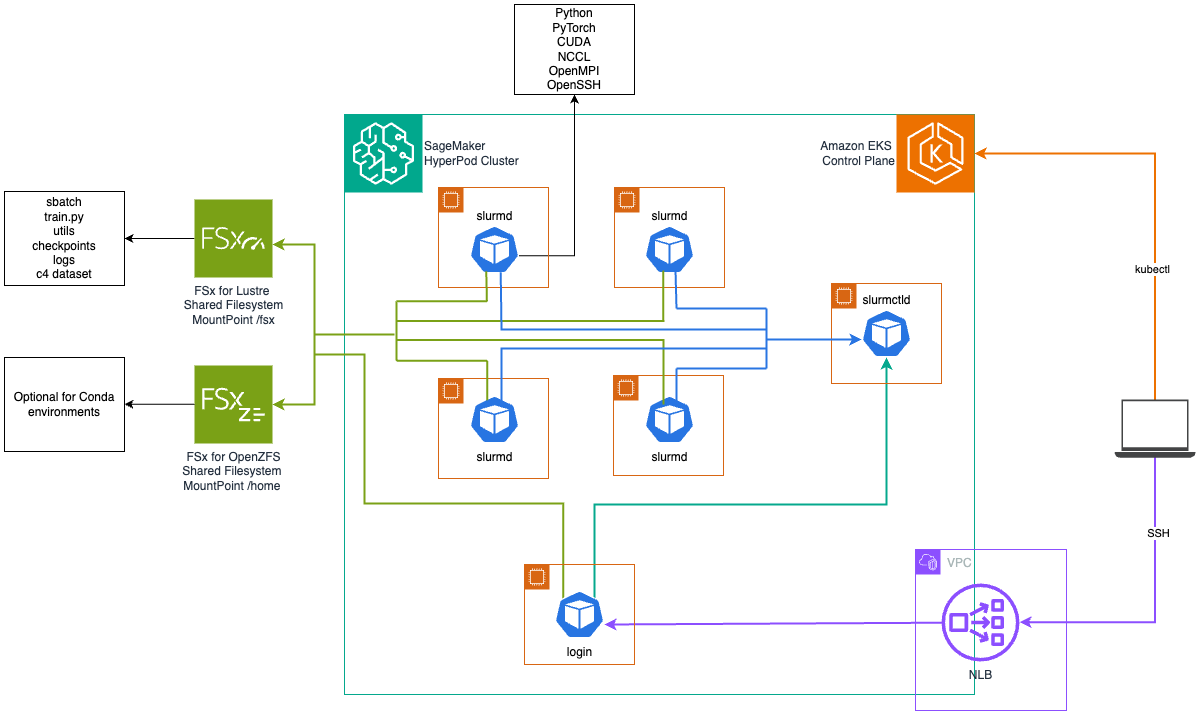 Python
PyTorch
CUDA
NCCL
OpenMPI
OpenSSH
SageMaker
HyperPod Cluster
Amazon EKS
Control Plane
K
sbatch
train.py
utils
checkpoints
logs
c4 dataset
FSx
FSx for Lustre
Shared Filesystem
MountPoint /fsx
slurmd
slurmd
slurmctld
kubectl
Optional for Conda
environments
FSx
ZF
FSx for OpenZFS
Shared Filesystem
MountPoint /home
slurmd
slurmd
SSH
VPC
login
NLB